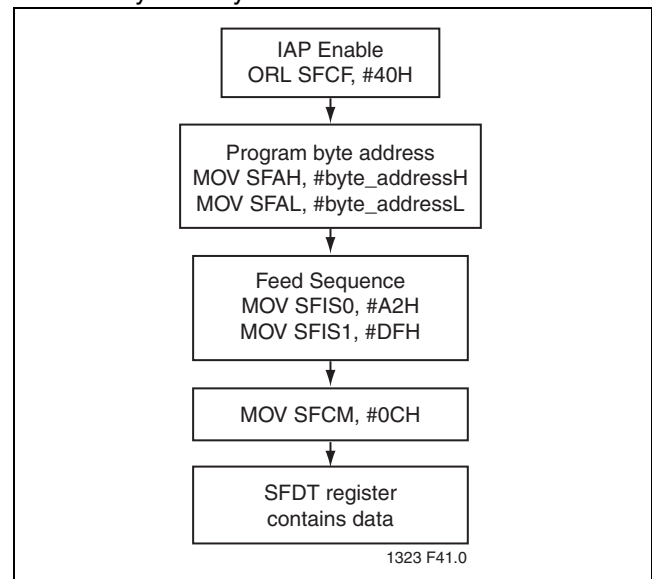 IAP Enable
ORL SFCF, #40H
Program byte address
MOV SFAH, #byte_addressH
MOV SFAL, #byte_addressL
Feed Sequence
MOV SFIS0, #A2H
MOV SFIS1, #DFH
MOV SFCM, #0CH
SFDT register
contains data
1323 F41.0